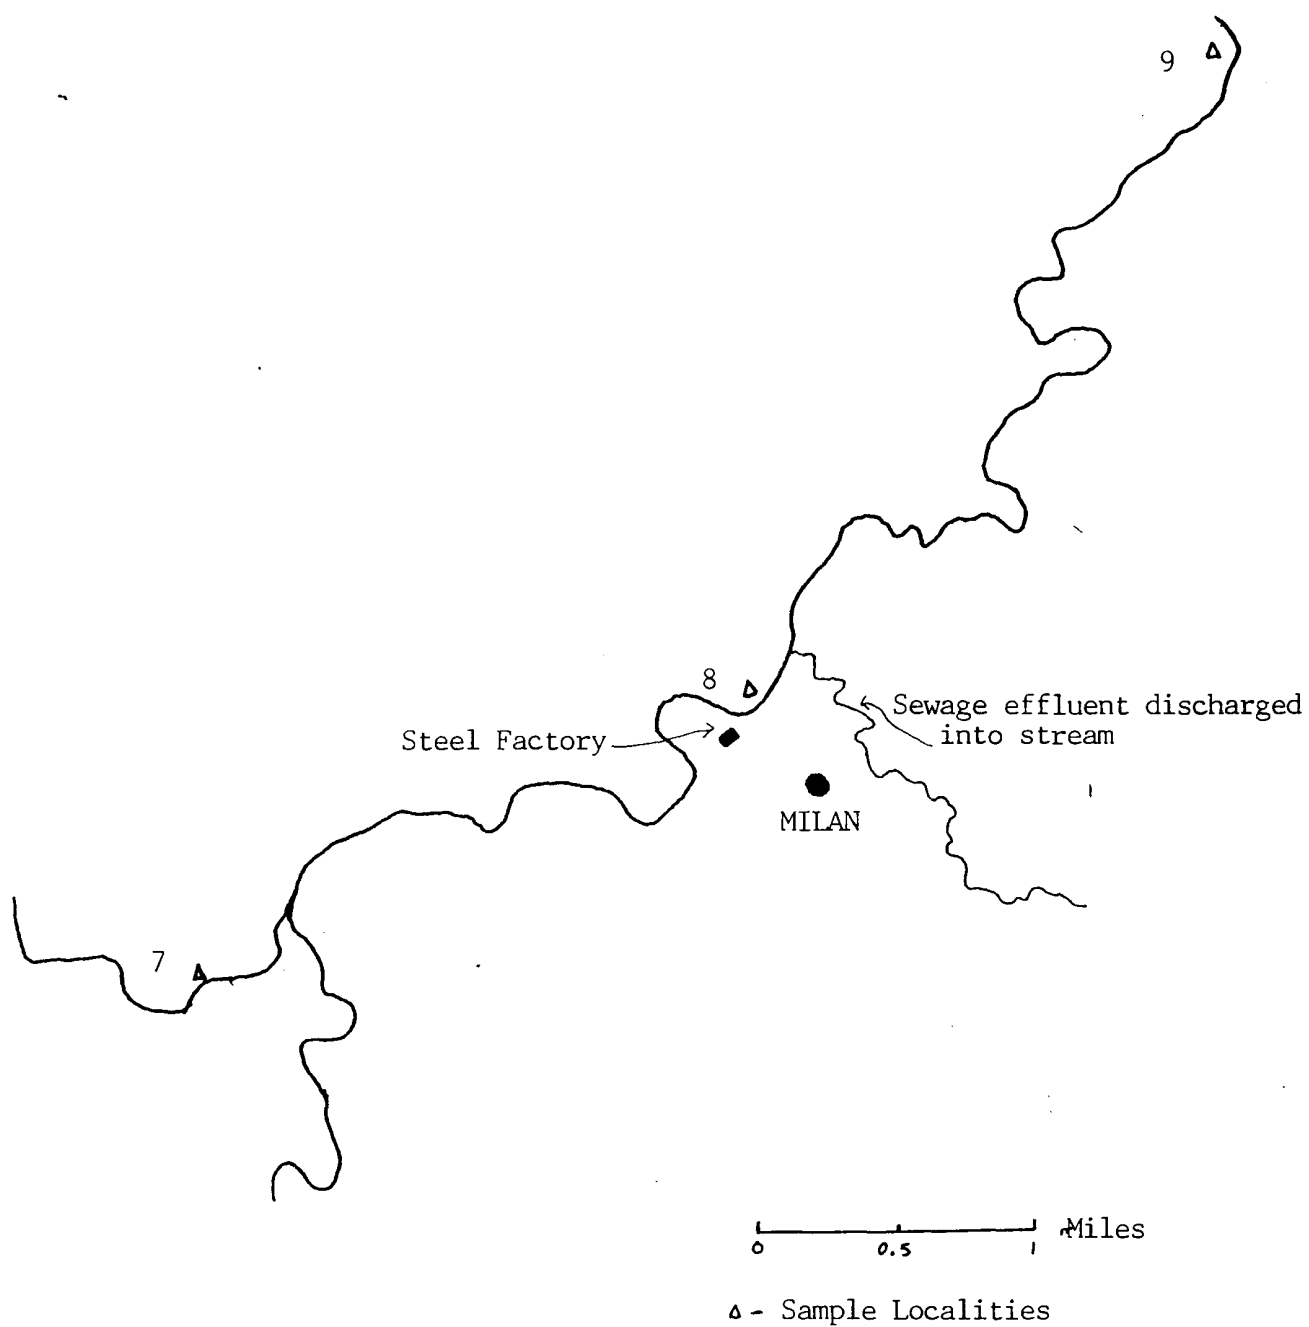 9
8
Sewage effluent discharged
into stream
Steel Factory
MILAN
7
Miles
0 0.5 1
Δ - Sample Localities